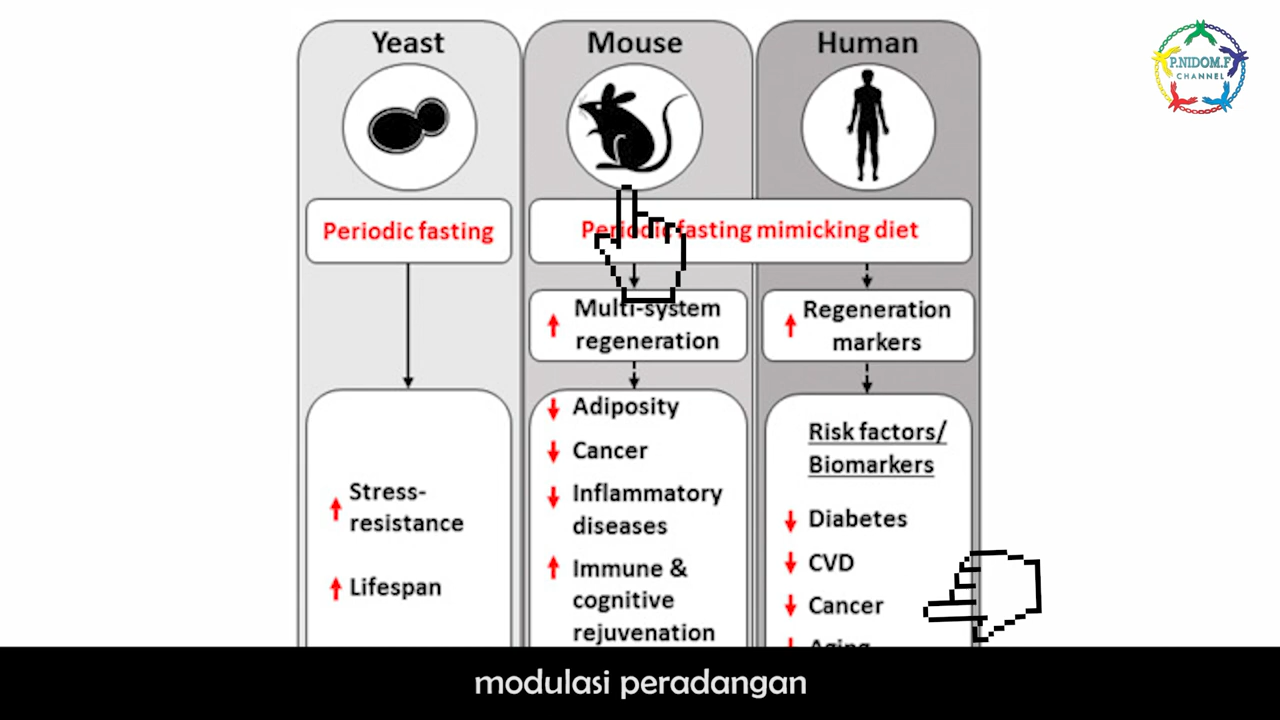 Yeast
Mouse
Human
P.NIDOM.F
CHANNEL
Periodic fasting
Periodic fasting mimicking diet
Multi-system
regeneration
Regeneration
markers
Stress-
resistance
Lifespan
Adiposity
Cancer
Inflammatory
diseases
Immune &
cognitive
rejuvenation
Risk factors/
Biomarkers
Diabetes
CVD
Cancer
Aging
modulasi peradangan